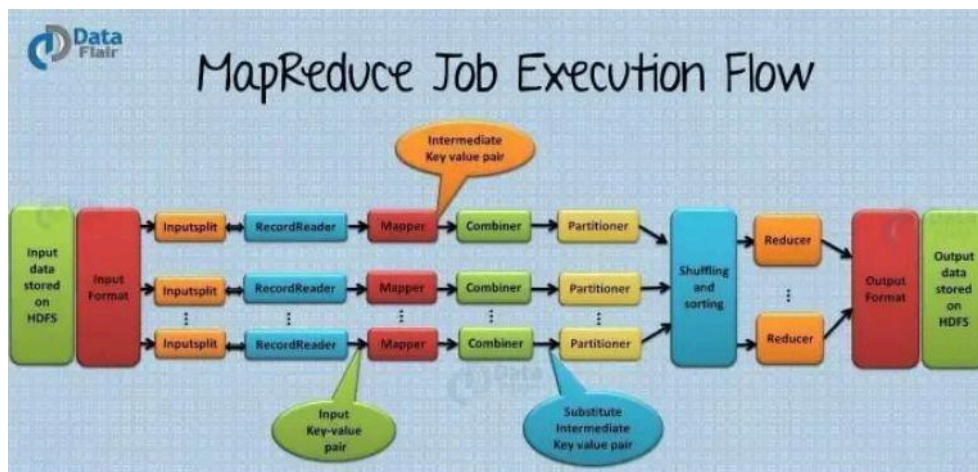 Data
Flair
MapReduce Job Execution Flow
Intermediate
Key value pair
Input
data
stored
on
HDFS
Input
Format
Inputsplit
RecordReader
Mapper
Combiner
Partitioner
Inputsplit
RecordReader
Mapper
Combiner
Partitioner
Inputsplit
RecordReader
Mapper
Combiner
Partitioner
Shuffling
and
sorting
Reducer
Reducer
Output
Format
Output
data
stored
on
HDFS
Input
Key-value
pair
Substitute
Intermediate
Key value pair
Data
Flair